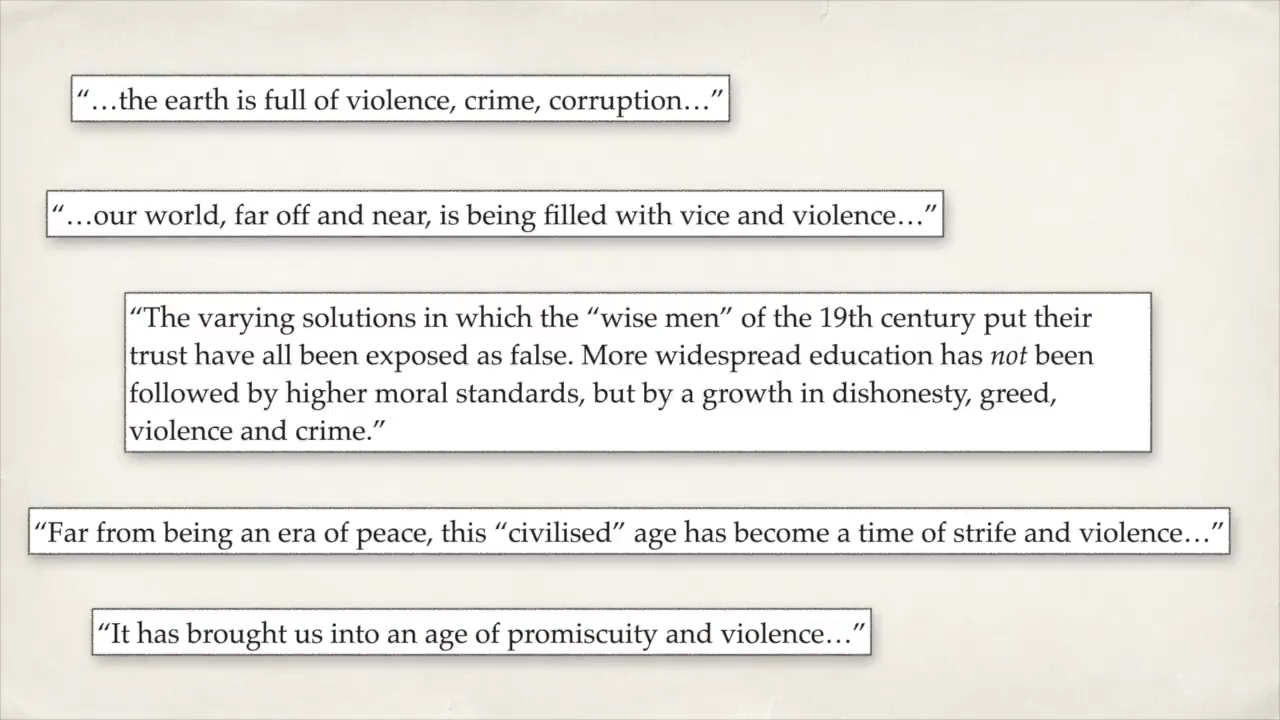 “…the earth is full of violence, crime, corruption…”
“…our world, far off and near, is being filled with vice and violence…”
“The varying solutions in which the “wise men” of the 19th century put their
trust have all been exposed as false. More widespread education has not been
followed by higher moral standards, but by a growth in dishonesty, greed,
violence and crime.”
“Far from being an era of peace, this “civilised” age has become a time of strife and violence…”
“It has brought us into an age of promiscuity and violence…”